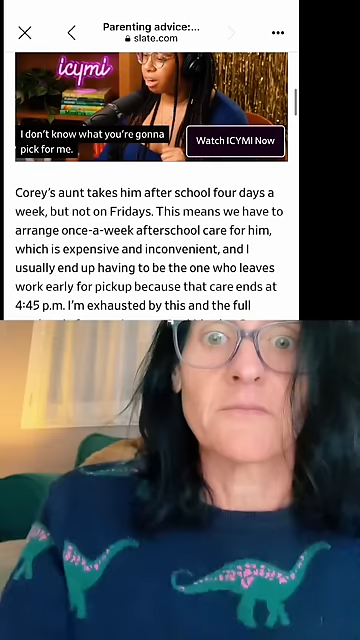 Parenting advice:...
slate.com
icymi
I don't know what you're gonna
pick for me.
Watch ICYMI Now
Corey's aunt takes him after school four days a
week, but not on Fridays. This means we have to
arrange once-a-week afterschool care for him,
which is expensive and inconvenient, and I
usually end up having to be the one who leaves
work early for pickup because that care ends at
4:45 p.m. I'm exhausted by this and the full